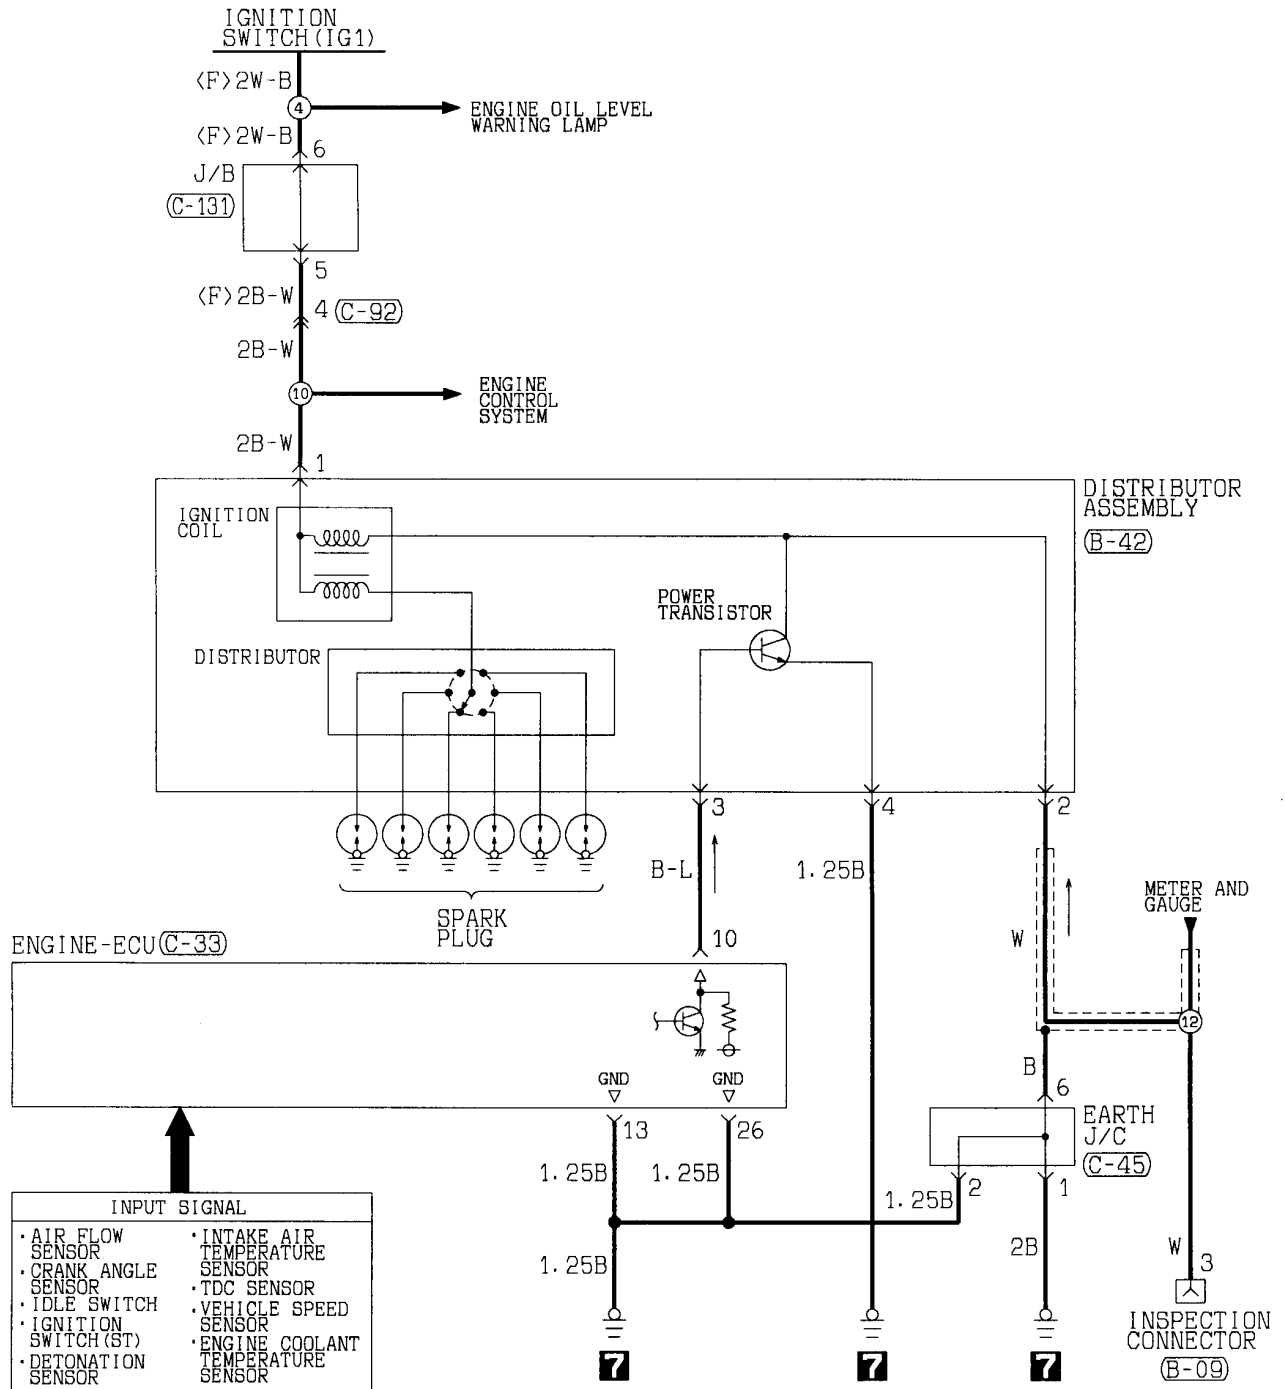 IGNITION
SWITCH(IG1)
<F>2W-B
4
ENGINE OIL LEVEL
WARNING LAMP
<F>2W-B
6
J/B
C-131
5
<F>2B-W
4
C-92
2B-W
10
ENGINE
CONTROL
SYSTEM
2B-W
1
DISTRIBUTOR
ASSEMBLY
B-42
IGNITION
COIL
POWER
TRANSISTOR
DISTRIBUTOR
3
4
2
B-L
1.25B
W
METER AND
GAUGE
SPARK
PLUG
10
12
ENGINE-ECU
C-33
B
6
GND
GND
13
26
EARTH
J/C
C-45
1.25B
1.25B
1.25B
2
1
INPUT SIGNAL
·AIR FLOW
SENSOR
·CRANK ANGLE
SENSOR
·IDLE SWITCH
·IGNITION
SWITCH(ST)
·DETONATION
SENSOR
·INTAKE AIR
TEMPERATURE
SENSOR
·TDC SENSOR
·VEHICLE SPEED
SENSOR
·ENGINE COOLANT
TEMPERATURE
SENSOR
1.25B
2B
W
3
7
7
7
INSPECTION
CONNECTOR
B-09